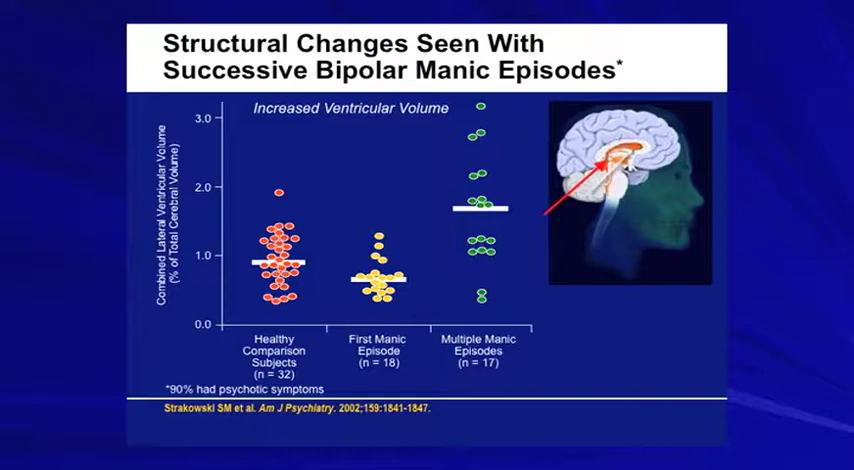 Structural Changes Seen With
Successive Bipolar Manic Episodes*
Increased Ventricular Volume
Combined Lateral Ventricular Volume
(% of Total Cerebral Volume)
3.0
2.0
1.0
0.0
Healthy
Comparison
Subjects
(n = 32)
First Manic
Episode
(n = 18)
Multiple Manic
Episodes
(n = 17)
*90% had psychotic symptoms
Strakowski SM et al. Am J Psychiatry. 2002;159:1841-1847.